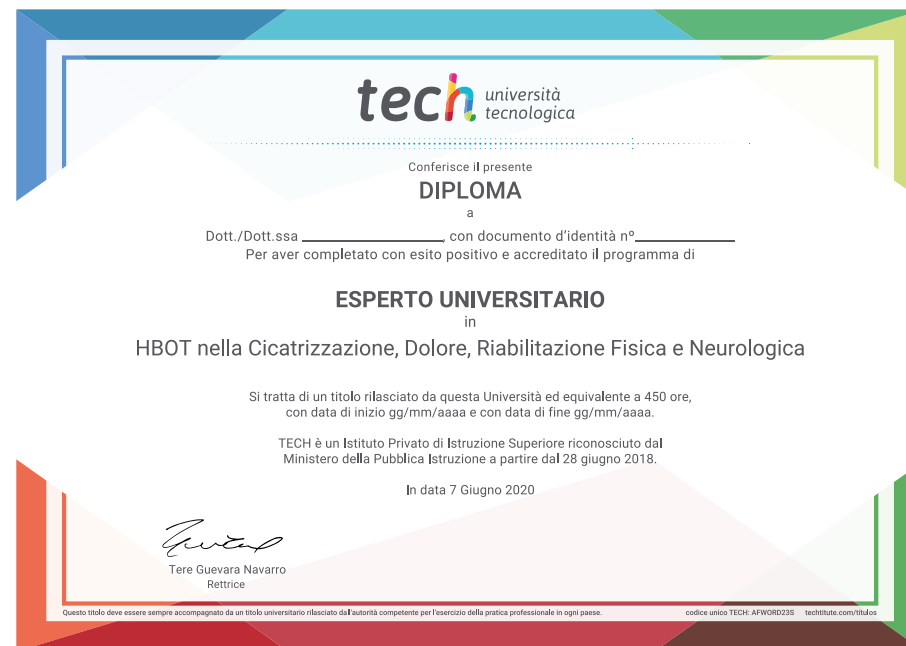 tech università
tecnologica
Conferisce il presente
DIPLOMA
a
Dott./Dott.ssa ____________________, con documento d'identità nº______________
Per aver completato con esito positivo e accreditato il programma di
ESPERTO UNIVERSITARIO
in
HBOT nella Cicatrizzazione, Dolore, Riabilitazione Fisica e Neurologica
Si tratta di un titolo rilasciato da questa Università ed equivalente a 450 ore,
con data di inizio gg/mm/aaaa e con data di fine gg/mm/aaaa.
TECH è un Istituto Privato di Istruzione Superiore riconosciuto dal
Ministero della Pubblica Istruzione a partire dal 28 giugno 2018.
In data 7 Giugno 2020
Tere Guevara Navarro
Rettrice
Questo titolo deve essere sempre accompagnato da un titolo universitario rilasciato dall'autorità competente per l'esercizio della pratica professionale in ogni paese. codice unico TECH: AFWORD23S techtitute.com/titulos